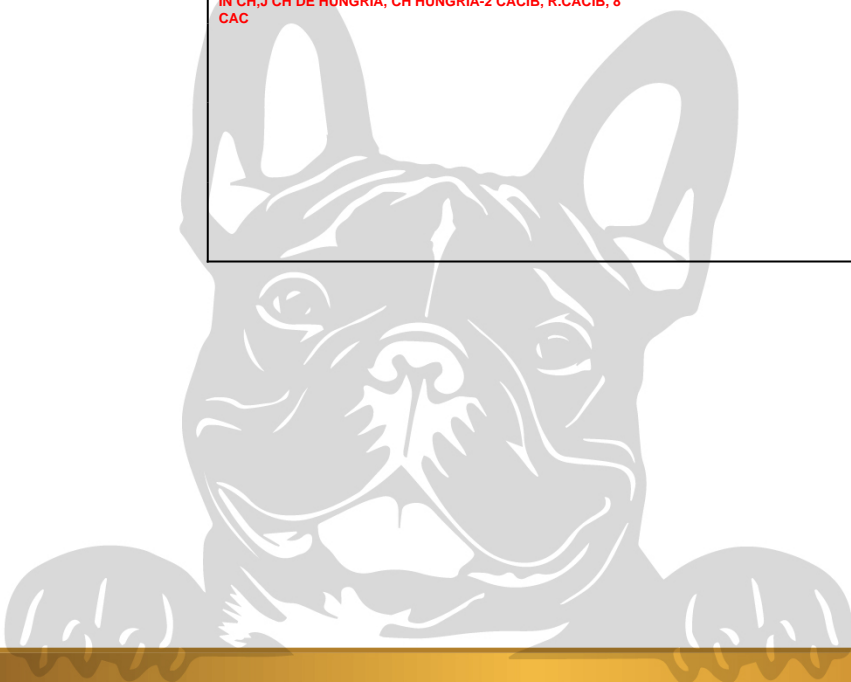 IN CH,J CH DE HUNGRIA, CH HUNGRIA-2 CACIB, R.CACIB, 8
CAC